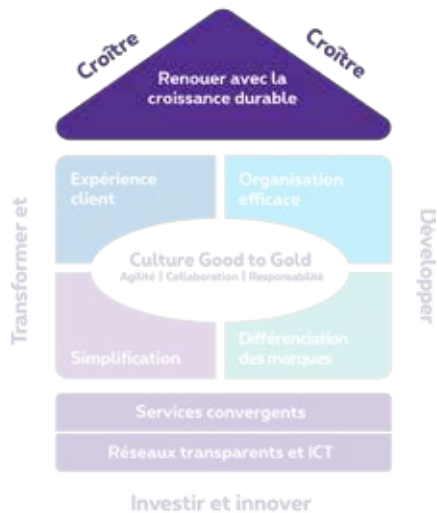 Croître
Croître
Renouer avec la
croissance durable
Transformer et
Développer
Expérience
client
Organisation
efficace
Culture Good to Gold
Agilité | Collaboration | Responsabilité
Simplification
Différenciation
des marques
Services convergents
Réseaux transparents et ICT
Investir et innover